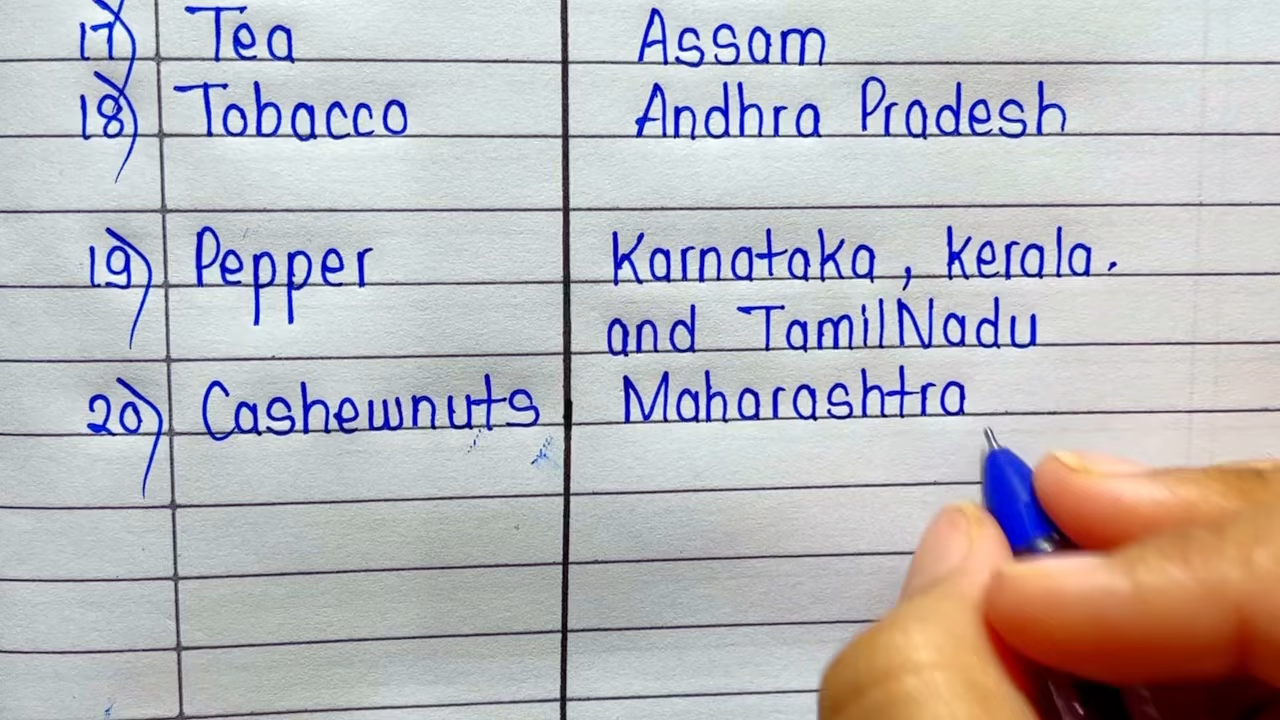 17) Tea Assam
18) Tobacco Andhra Pradesh
19) Pepper Karnataka, Kerala.
and TamilNadu
20) Cashewnuts Maharashtra